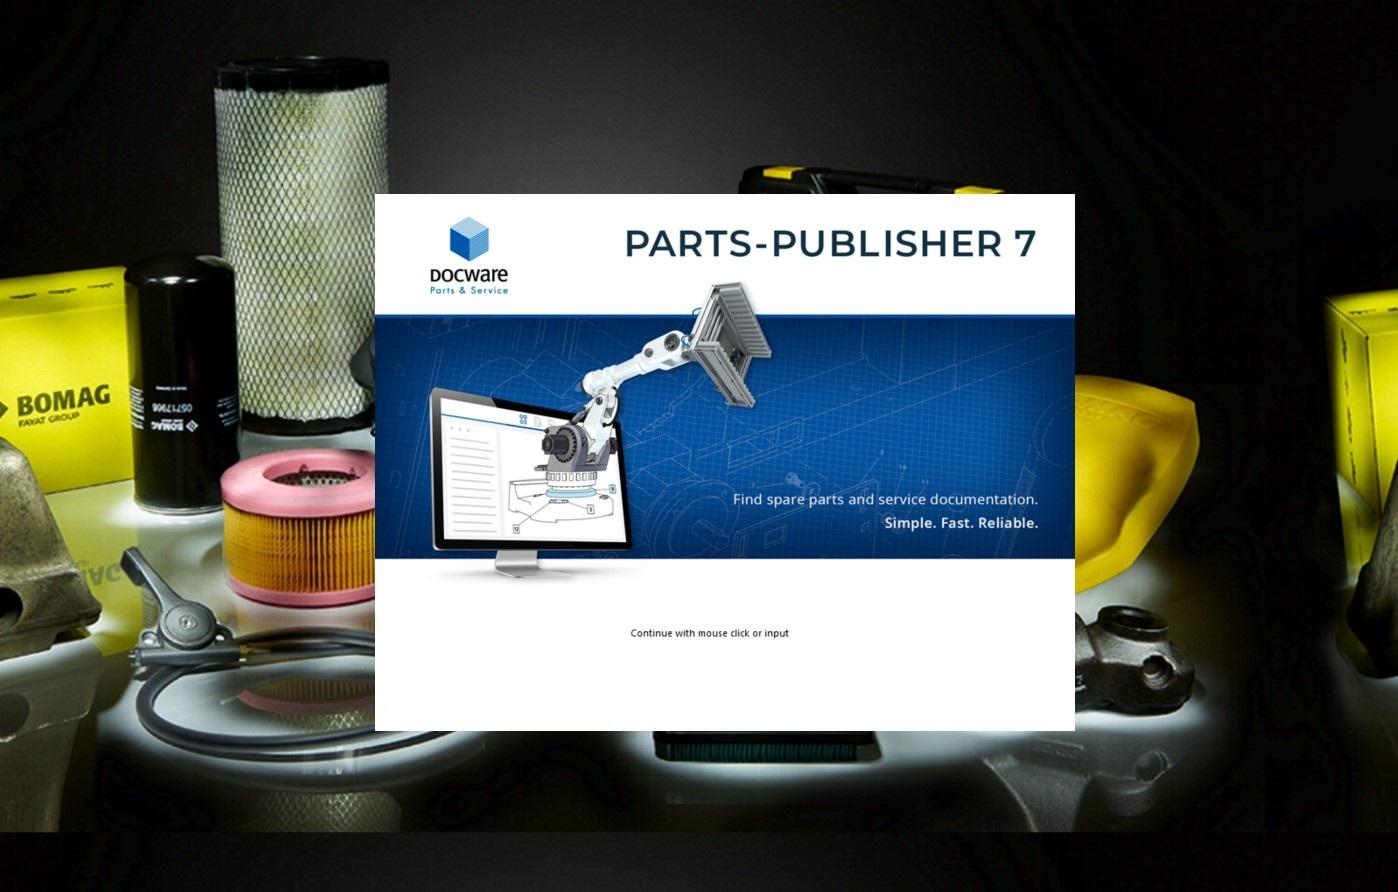 DOCWARE
Parts & Service
PARTS-PUBLISHER 7
Find spare parts and service documentation.
Simple. Fast. Reliable.
Continue with mouse click or input
BOMAG
FAYAT GROUP
BOMAG
05717966